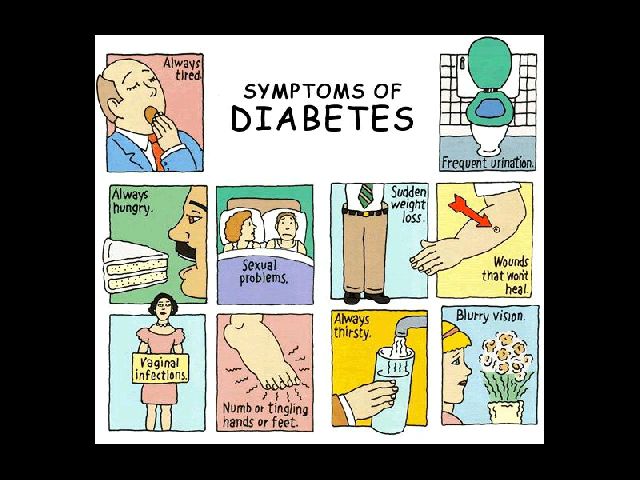 Always
tired.
SYMPTOMS OF
DIABETES
Frequent urination.
Always
hungry.
Sexual
problems.
Sudden
weight
loss.
Wounds
that won't
heal.
Vaginal
infections.
Numb or tingling
hands or feet.
Always
thirsty.
Blurry vision.